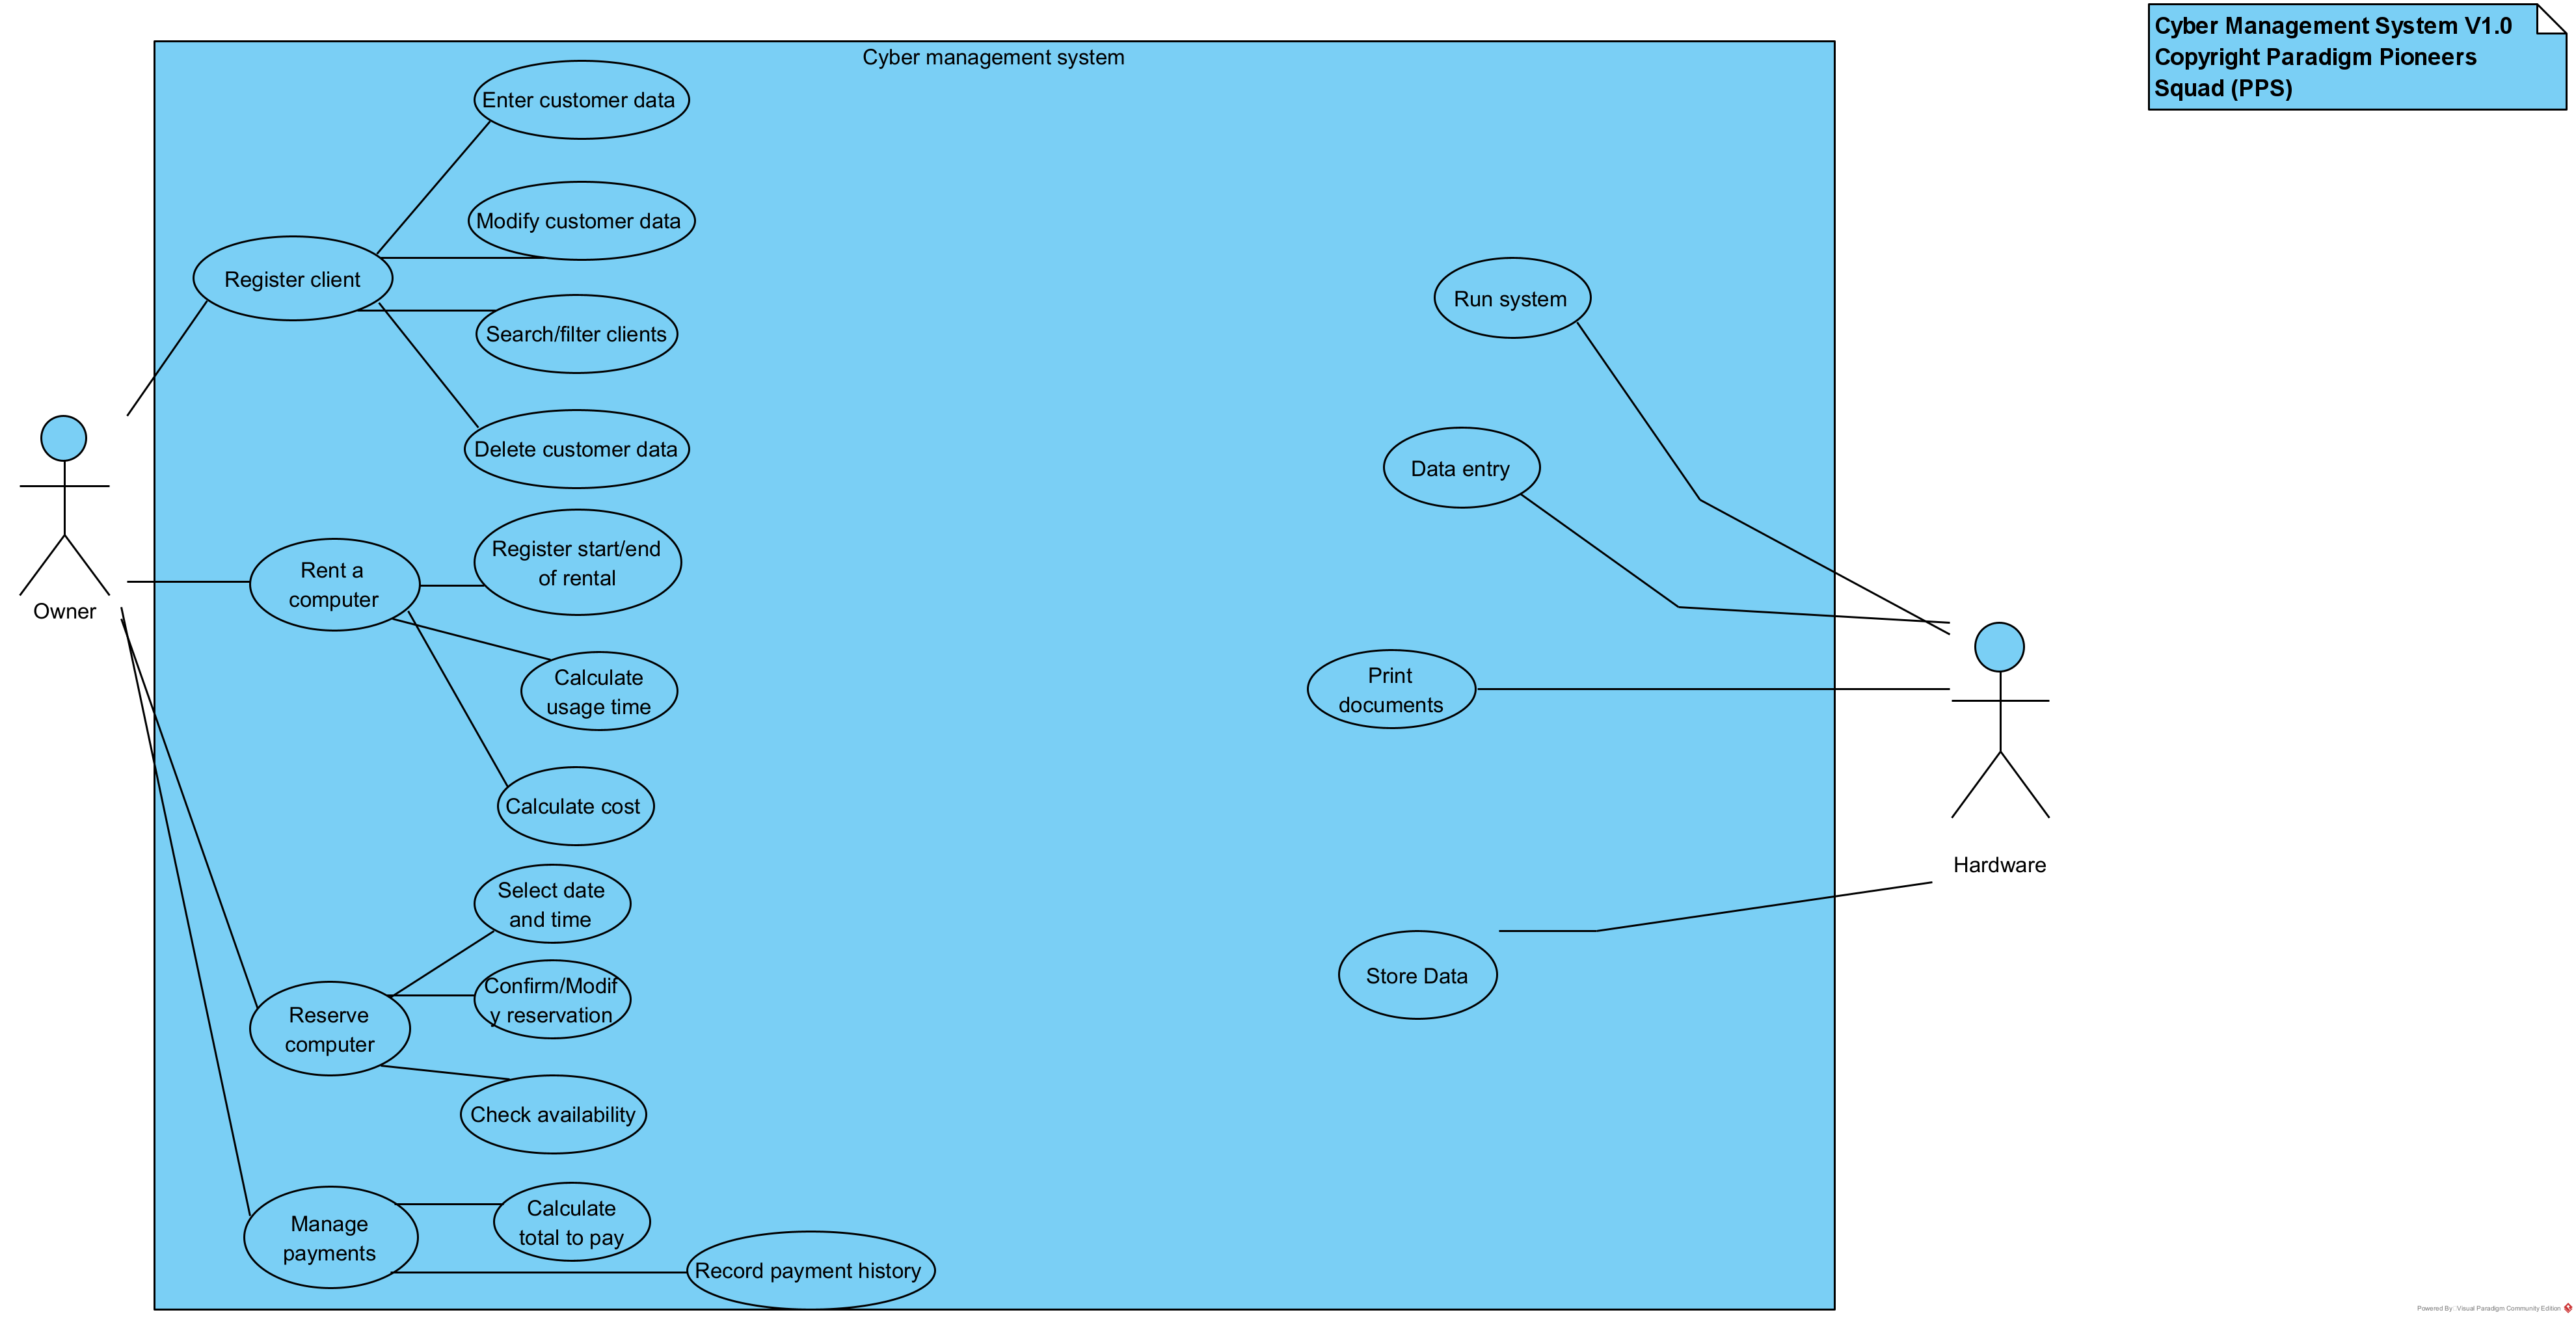 Cyber Management System V1.0
Copyright Paradigm Pioneers
Squad (PPS)
Cyber management system
Enter customer data
Modify customer data
Register client
Search/filter clients
Delete customer data
Owner
Rent a
computer
Register start/end
of rental
Calculate
usage time
Calculate cost
Select date
and time
Confirm/Modif
y reservation
Reserve
computer
Check availability
Manage
payments
Calculate
total to pay
Record payment history
Run system
Data entry
Print
documents
Store Data
Hardware
Powered By: Visual Paradigm Community Edition